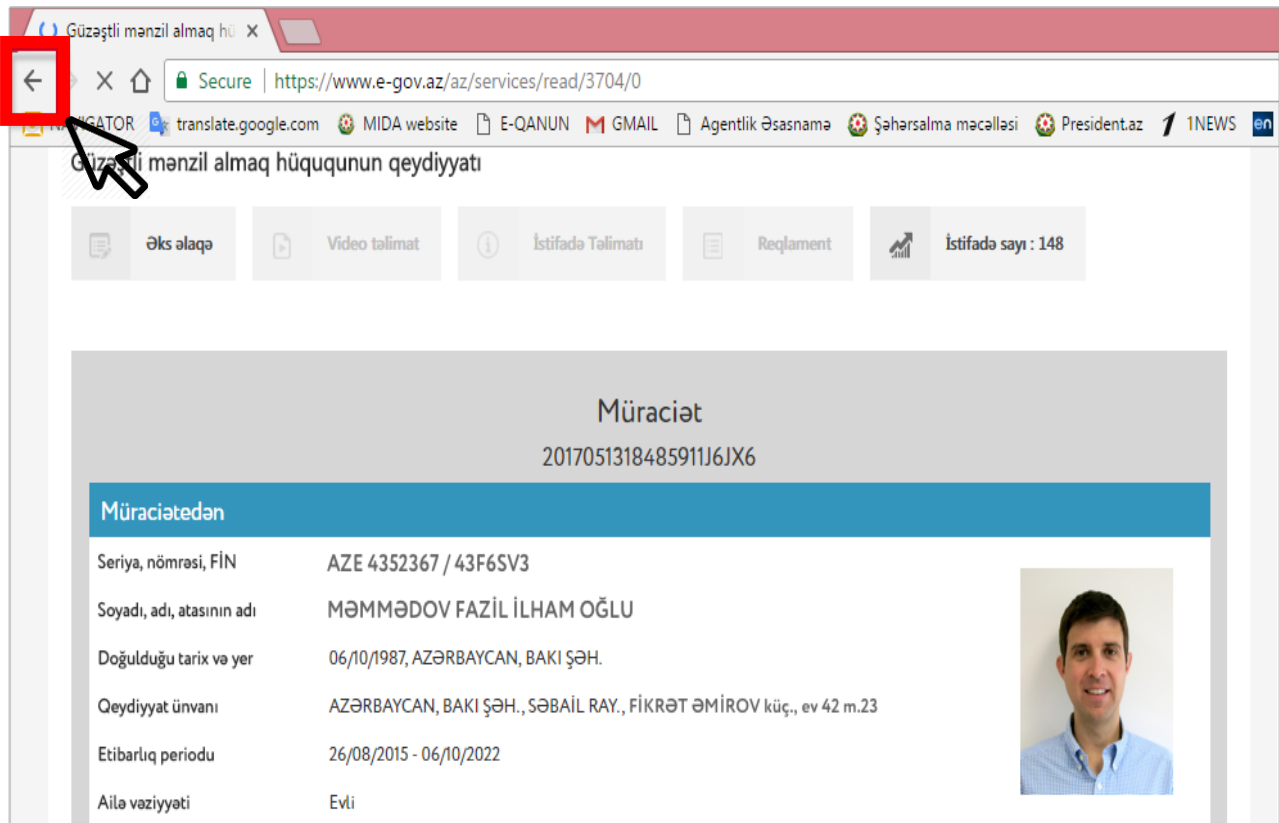 Güzəştli mənzil almaq hü
Secure | https://www.e-gov.az/az/services/read/3704/0
translate.google.com MIDA website E-QANUN GMAIL Agentlik Əsasnamə Şəhərsalma məcəlləsi President.az 1NEWS en
Güzəştli mənzil almaq hüququnun qeydiyyatı
Əks əlaqə Video təlimat İstifadə Təlimatı Reqlament İstifadə sayı : 148
Müraciət
2017051318485911J6JX6
Müraciətedən
Seriya, nömrəsi, FİN AZE 4352367 / 43F6SV3
Soyadı, adı, atasının adı MƏMMƏDOV FAZİL İLHAM OĞLU
Doğulduğu tarix və yer 06/10/1987, AZƏRBAYCAN, BAKI ŞƏH.
Qeydiyyat ünvanı AZƏRBAYCAN, BAKI ŞƏH., SƏBAİL RAY., FİKRƏT ƏMİROV küç., ev 42 m.23
Etibarlıq periodu 26/08/2015 - 06/10/2022
Ailə vəziyyəti Evli